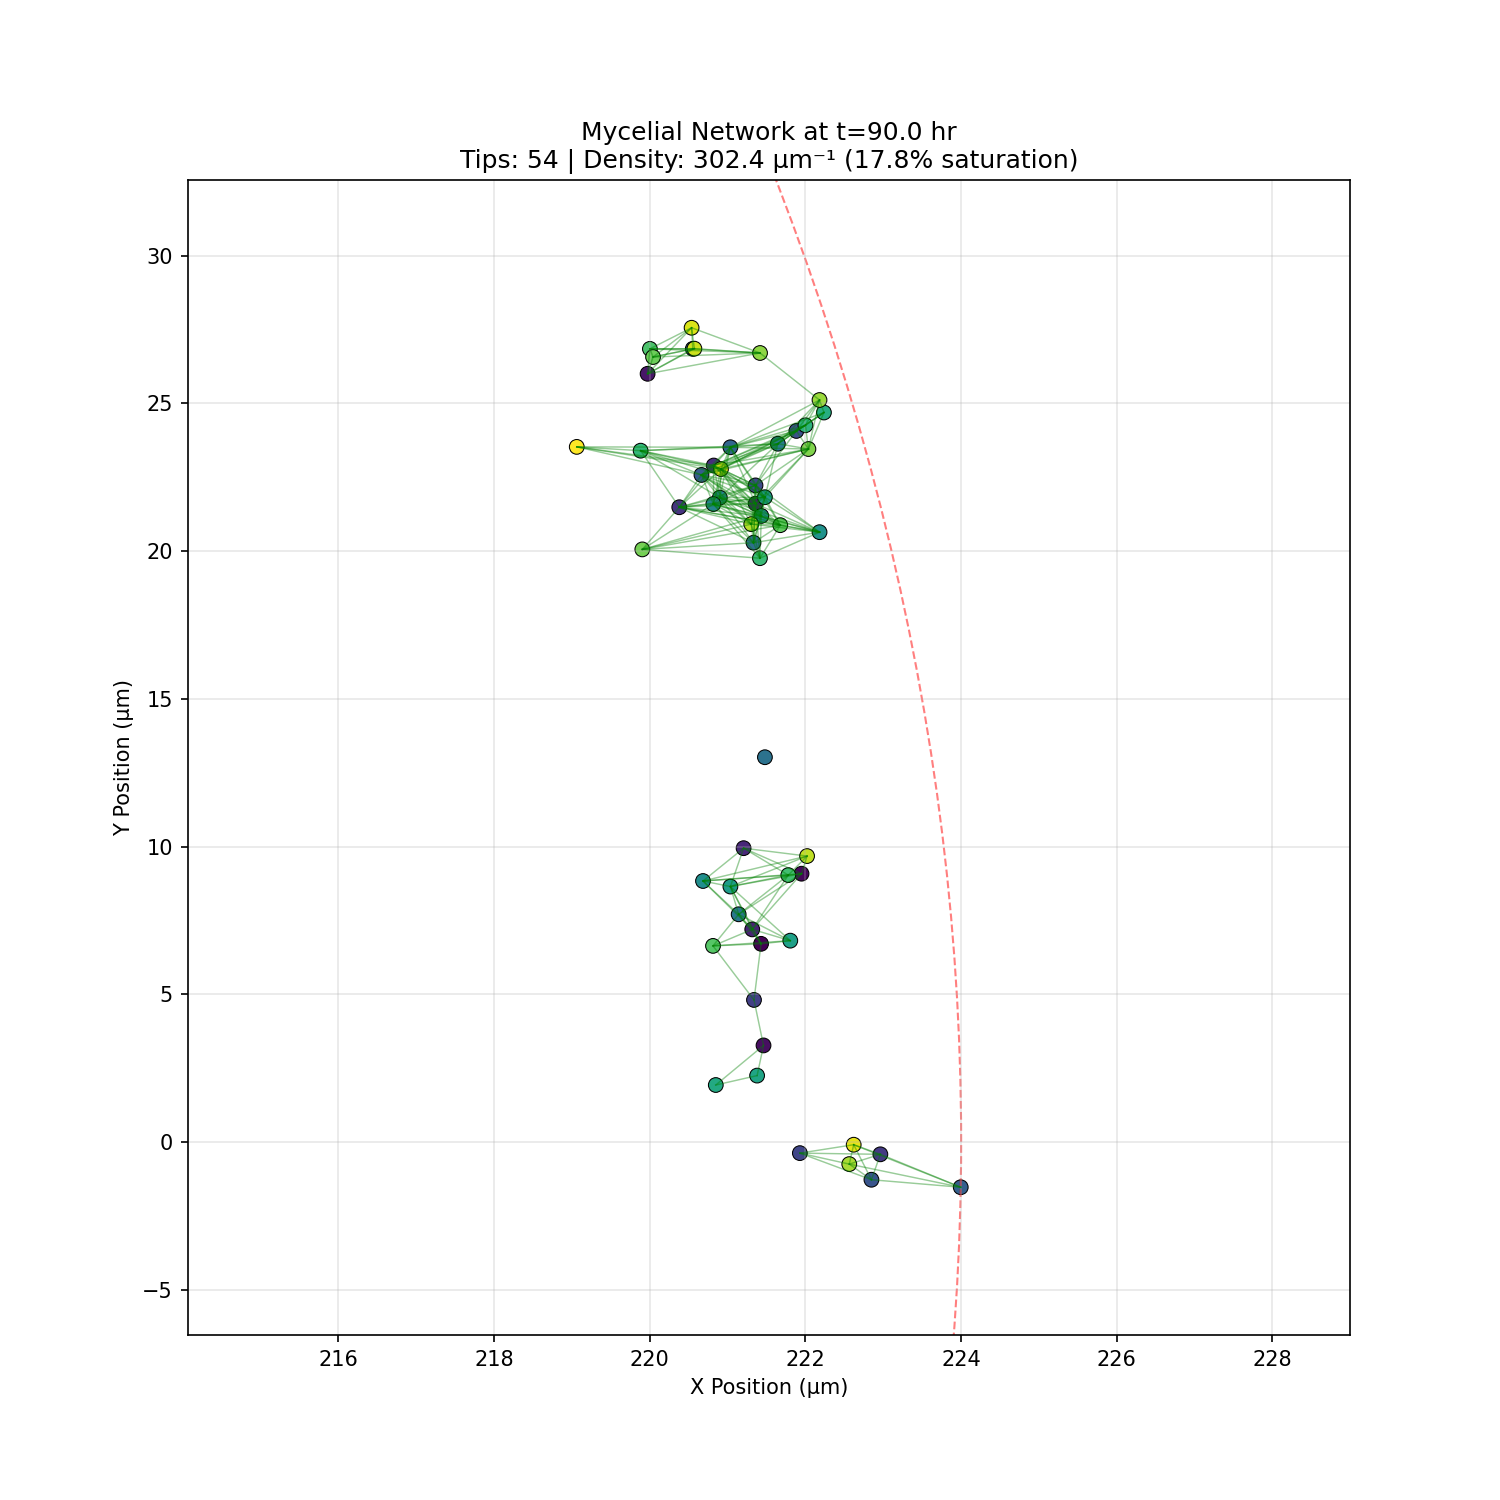 Mycelial Network at t=90.0 hr
Tips: 54 | Density: 302.4 μm⁻¹ (17.8% saturation)
30
25
20
15
10
5
0
−5
Y Position (μm)
216 218 220 222 224 226 228
X Position (μm)